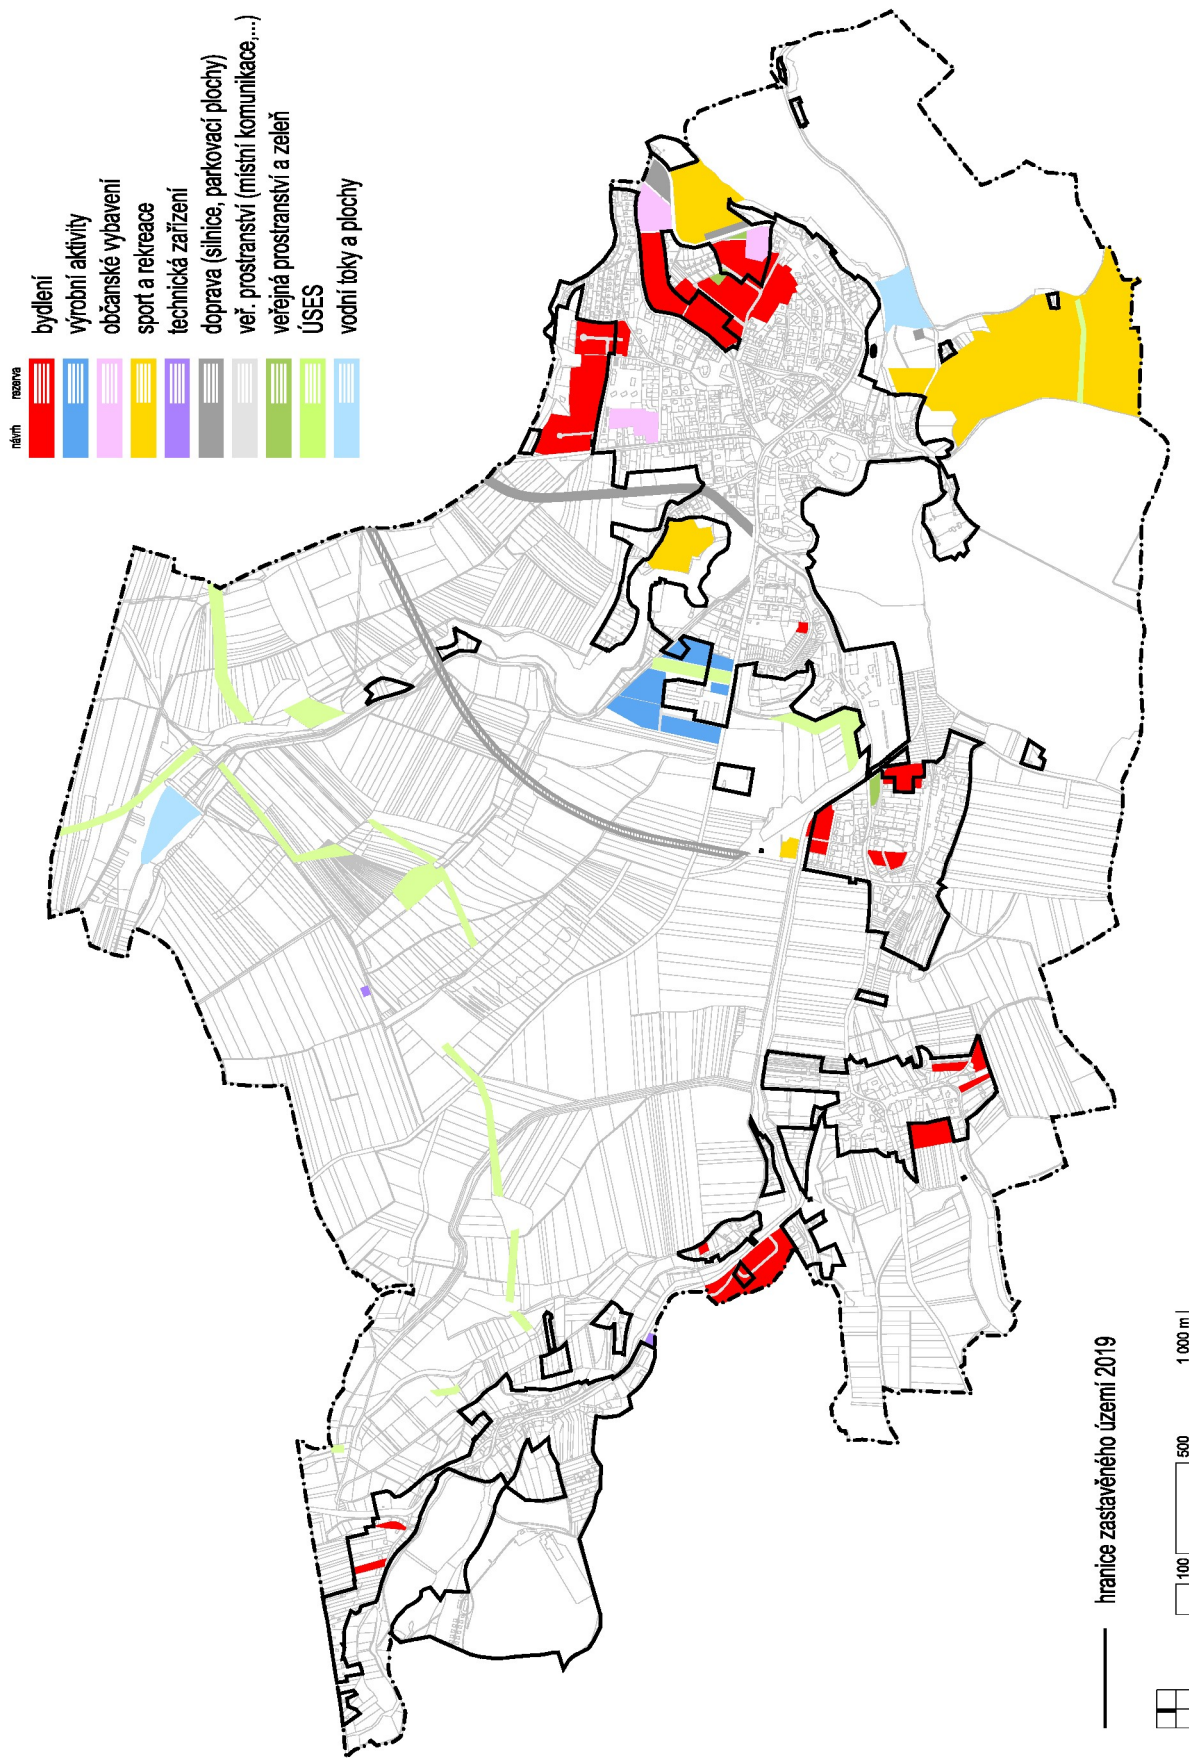 návrh rezerva
bydlení
výrobní aktivity
občanské vybavení
sport a rekreace
technická zařízení
doprava (silnice, parkovací plochy)
veř. prostranství (místní komunikace,...)
veřejná prostranství a zeleň
ÚSES
vodní toky a plochy
hranice zastavěného území 2019
100 500 1 000 m